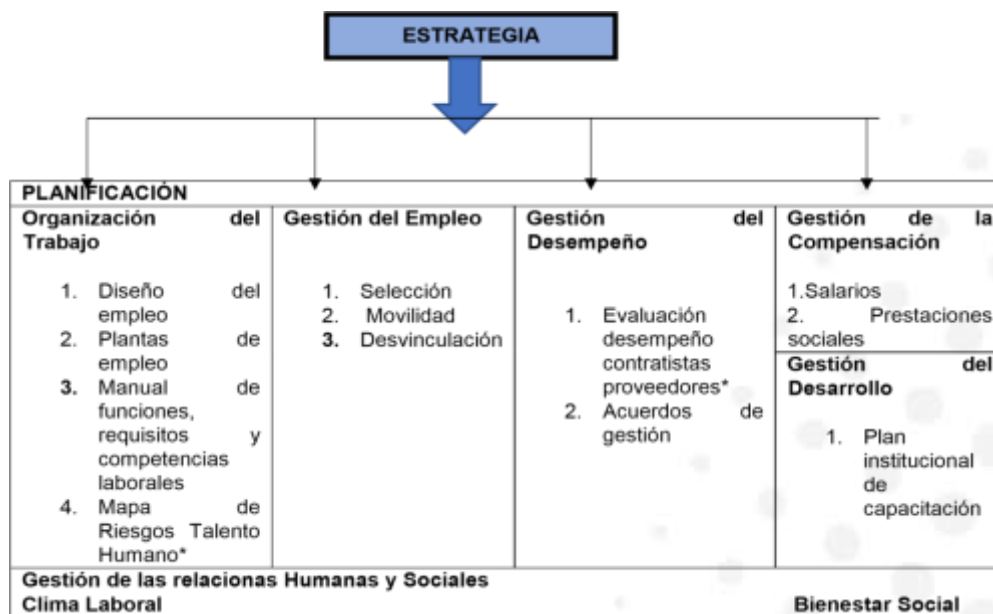 ESTRATEGIA
PLANIFICACIÓN
Organización del
Trabajo
1. Diseño del
empleo
2. Plantas de
empleo
3. Manual de
funciones,
requisitos y
competencias
laborales
4. Mapa de
Riesgos Talento
Humano*
Gestión del Empleo
1. Selección
2. Movilidad
3. Desvinculación
Gestión del
Desempeño
1. Evaluación
desempeño
contratistas
proveedores*
2. Acuerdos de
gestión
Gestión de la
Compensación
1.Salarios
2. Prestaciones
sociales
Gestión del
Desarrollo
1. Plan
institucional
de
capacitación
Gestión de las relacionas Humanas y Sociales
Clima Laboral Bienestar Social